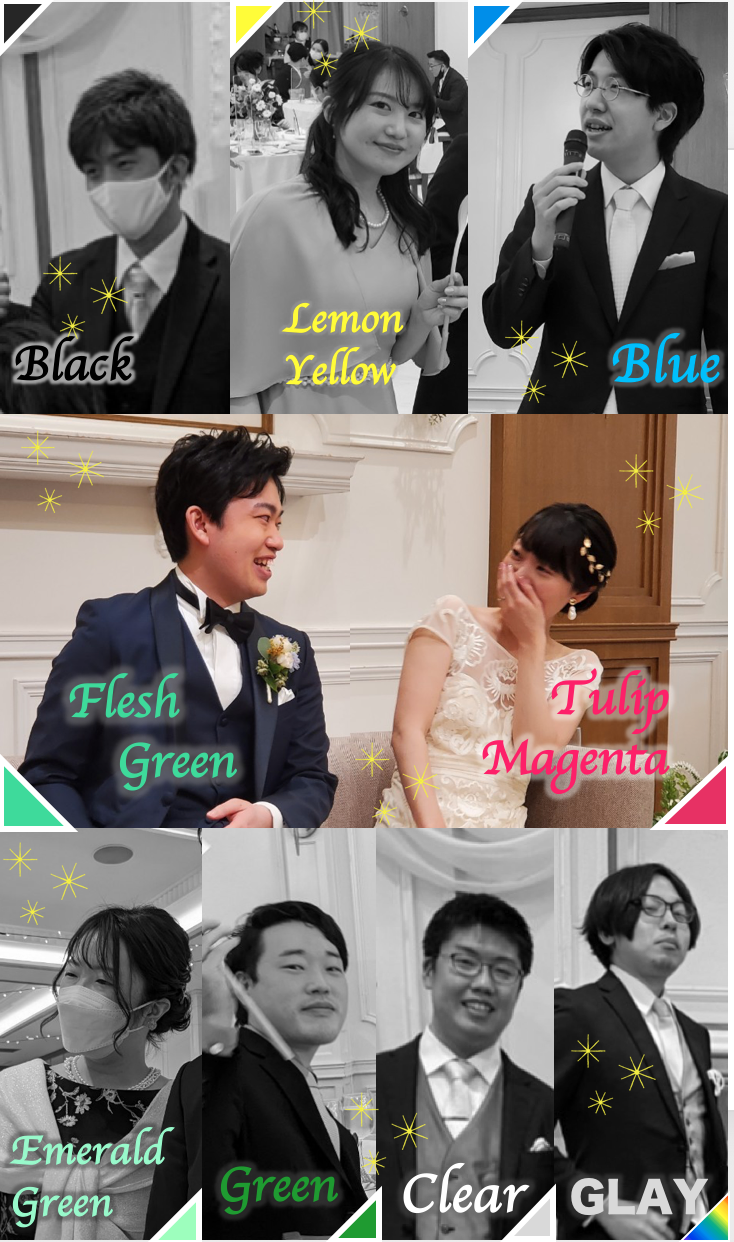 Black
Lemon
Yellow
Blue
Flesh
Green
Tulip
Magenta
Emerald
Green
Green
Clear
GLAY